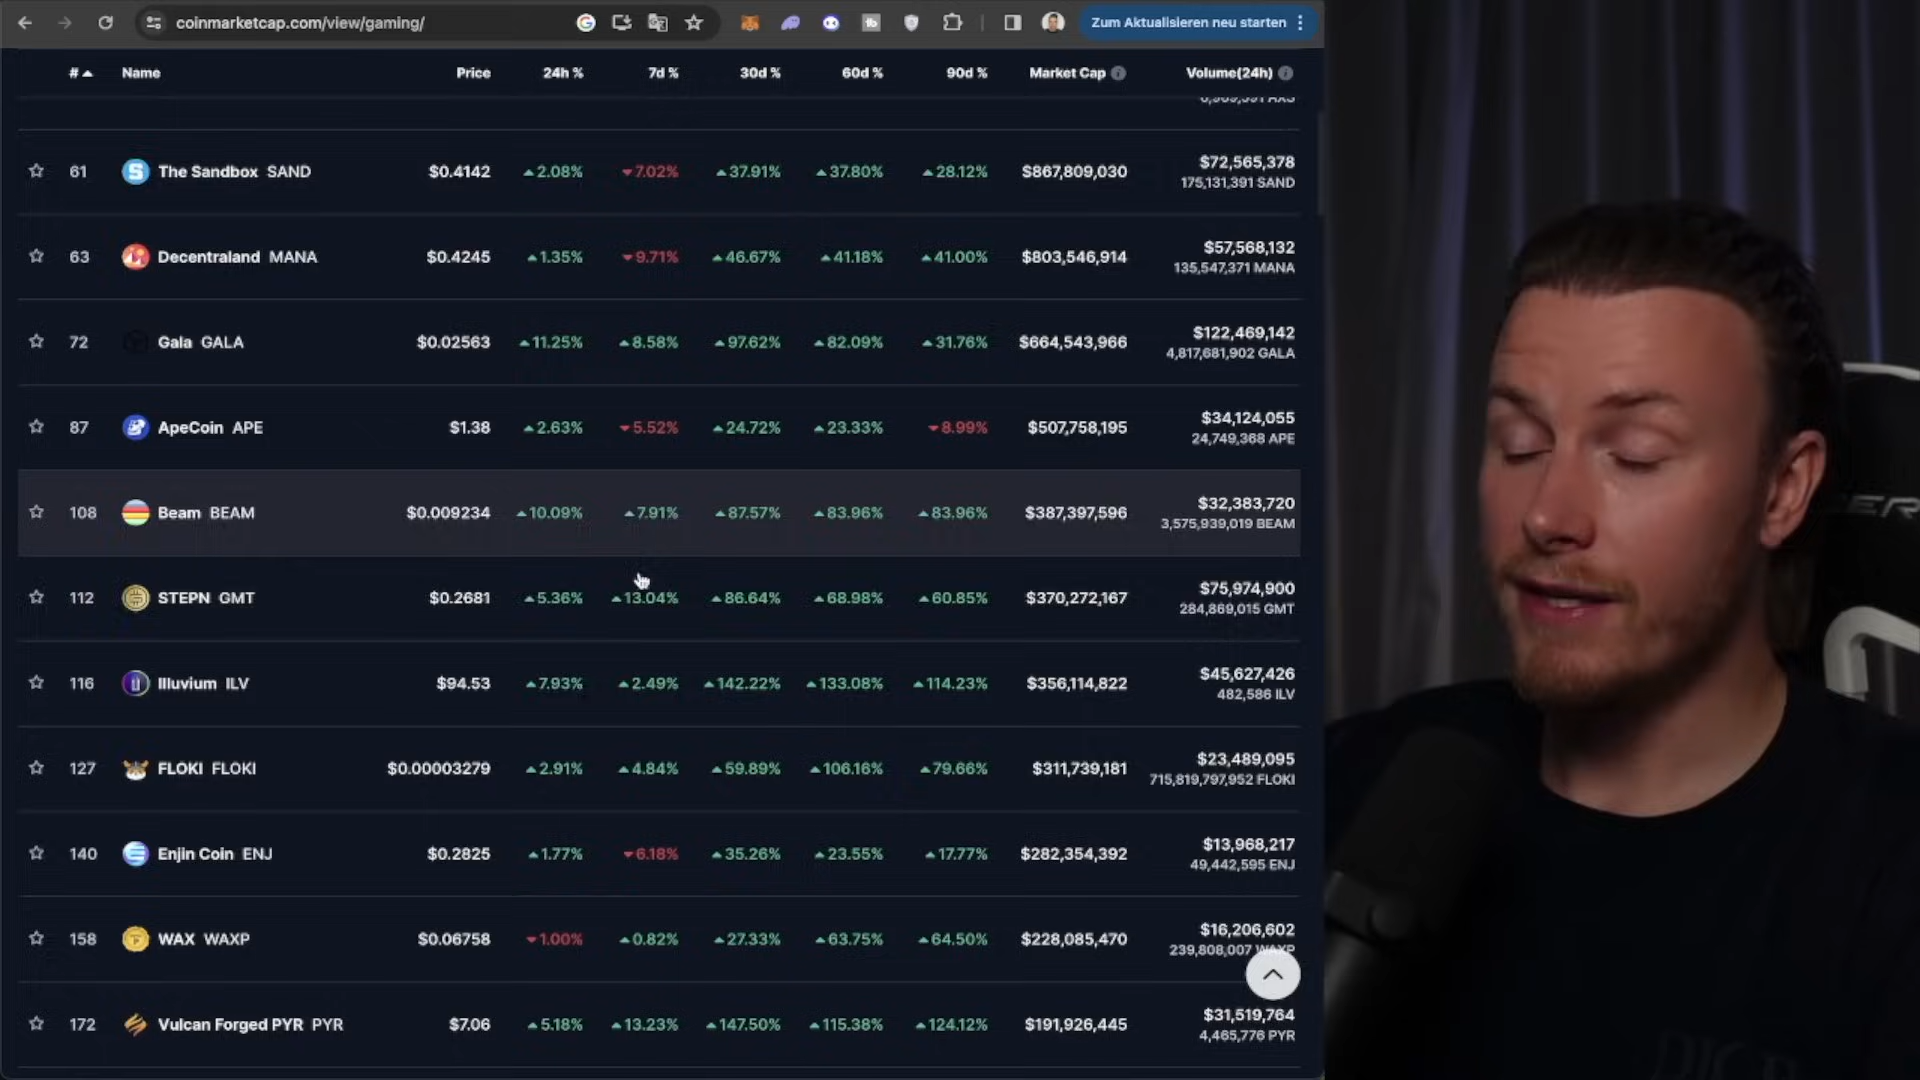 coinmarketcap.com/view/gaming/
Zum Aktualisieren neu starten
# Name Price 24h % 7d % 30d % 60d % 90d % Market Cap Volume(24h)
61 The Sandbox SAND $0.4142 2.08% 7.02% 37.91% 37.80% 28.12% $867,809,030 $72,565,378
175,131,391 SAND
63 Decentraland MANA $0.4245 1.35% 9.71% 46.67% 41.18% 41.00% $803,546,914 $57,568,132
135,547,371 MANA
72 Gala GALA $0.02563 11.25% 8.58% 97.62% 82.09% 31.76% $664,543,966 $122,469,142
4,817,681,902 GALA
87 ApeCoin APE $1.38 2.63% 5.52% 24.72% 23.33% 8.99% $507,758,195 $34,124,055
24,749,368 APE
108 Beam BEAM $0.009234 10.09% 7.91% 87.57% 83.96% 83.96% $387,397,596 $32,383,720
3,575,939,019 BEAM
112 STEPN GMT $0.2681 5.36% 13.04% 86.64% 68.98% 60.85% $370,272,167 $75,974,900
284,869,015 GMT
116 Illuvium ILV $94.53 7.93% 2.49% 142.22% 133.08% 114.23% $356,114,822 $45,627,426
482,586 ILV
127 FLOKI FLOKI $0.00003279 2.91% 4.84% 59.89% 106.16% 79.66% $311,739,181 $23,489,095
715,819,797,952 FLOKI
140 Enjin Coin ENJ $0.2825 1.77% 6.18% 35.26% 23.55% 17.77% $282,354,392 $13,968,217
49,442,595 ENJ
158 WAX WAXP $0.06758 1.00% 0.82% 27.33% 63.75% 64.50% $228,085,470 $16,206,602
239,808,007 WAXP
172 Vulcan Forged PYR PYR $7.06 5.18% 13.23% 147.50% 115.38% 124.12% $191,926,445 $31,519,764
4,465,776 PYR